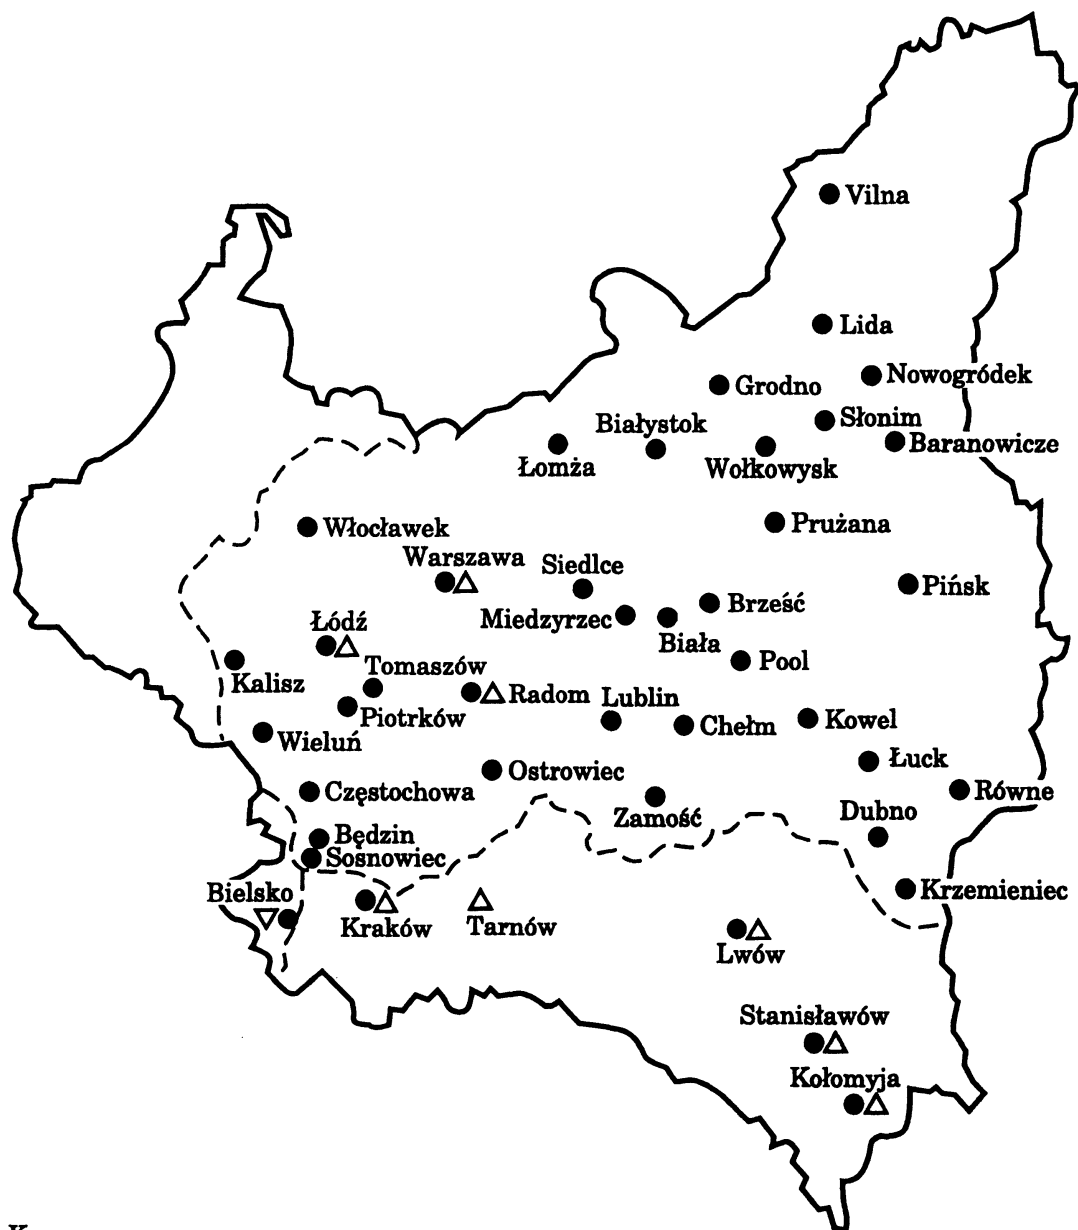 Vilna
Lida
Nowogródek
Grodno
Słonim
Białystok
Baranowicze
Łomża
Wołkowysk
Włocławek
Prużana
Warszawa
Siedlce
Pińsk
Miedzyrzec
Brześć
Łódź
Biała
Pool
Tomaszów
Kalisz
Radom
Lublin
Piotrków
Chełm
Kowel
Wieluń
Łuck
Ostrowiec
Częstochowa
Równe
Zamość
Dubno
Będzin
Sosnowiec
Bielsko
Krzemieniec
Kraków
Tarnów
Lwów
Stanisławów
Kołomyja